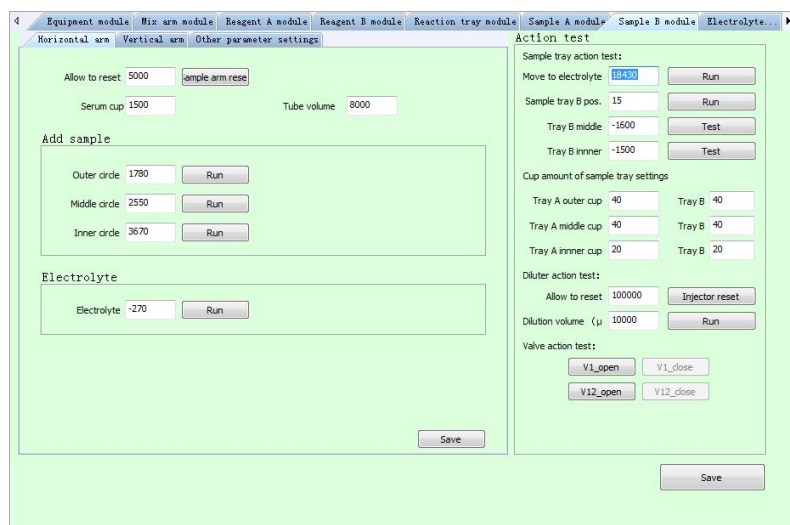 Equipment module Mix arm module Reagent A module Reagent B module Reaction tray module Sample A module Sample B module Electrolyte...
Horizontal arm Vertical arm Other parameter settings
Allow to reset 5000 ample arm rese
Serum cup 1500 Tube volume 8000
Add sample
Outer circle 1780 Run
Middle circle 2550 Run
Inner circle 3670 Run
Electrolyte
Electrolyte -270 Run
Save
Action test
Sample tray action test:
Move to electrolyte 18430 Run
Sample tray B pos. 15 Run
Tray B middle -1600 Test
Tray B innner -1500 Test
Cup amount of sample tray settings
Tray A outer cup 40 Tray B 40
Tray A middle cup 40 Tray B 40
Tray A innner cup 20 Tray B 20
Diluter action test:
Allow to reset 100000 Injector reset
Dilution volume (μ 10000 Run
Valve action test:
V1_open V1_close
V12_open V12_close
Save